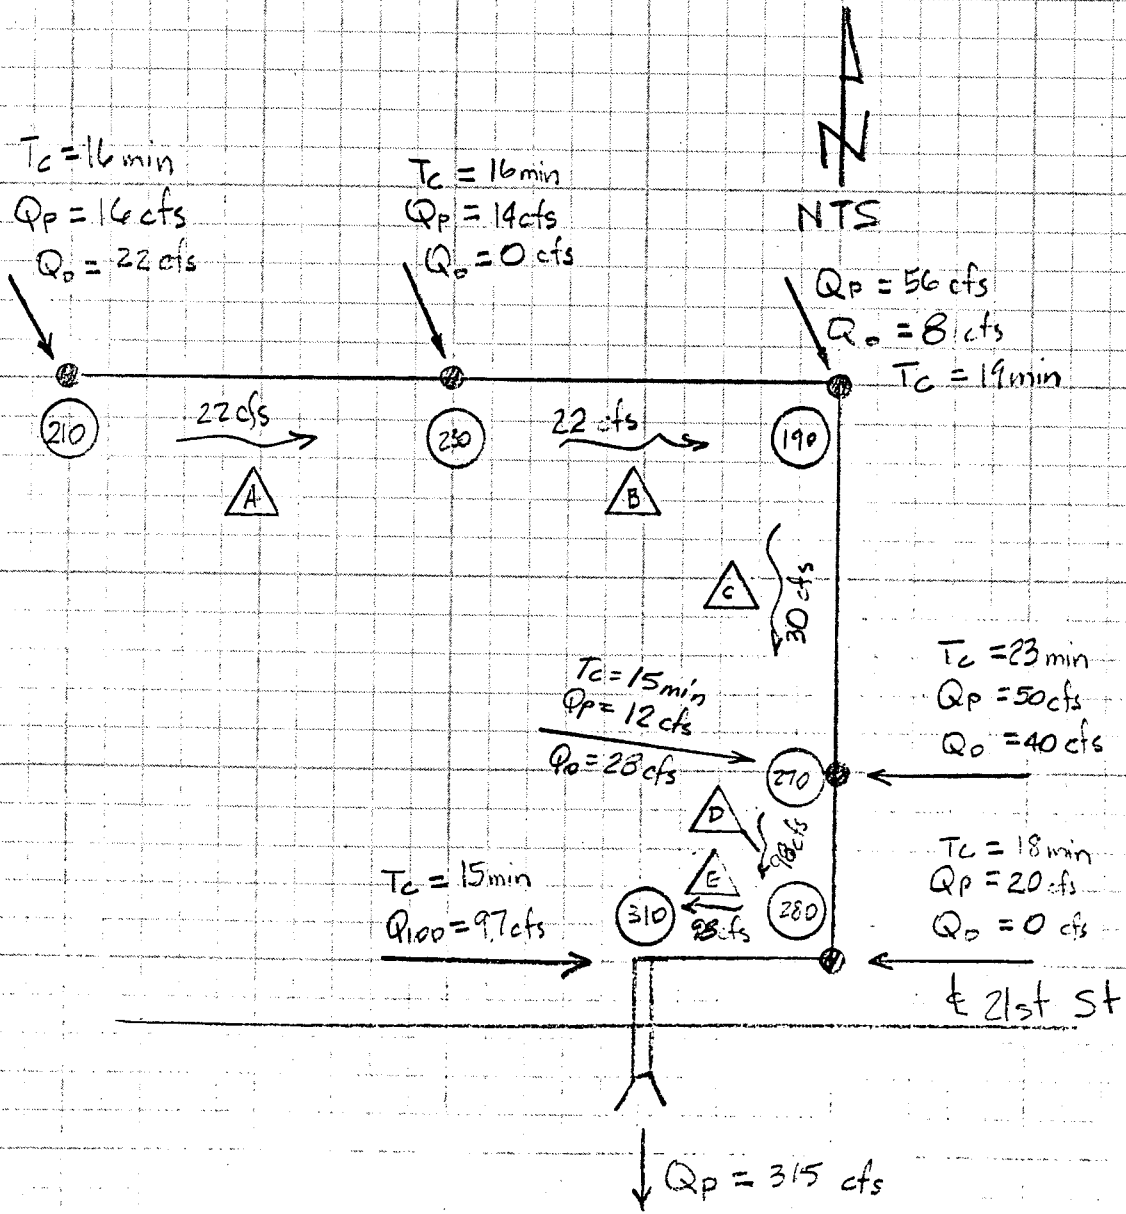 Tc = 16 min
Qp = 16 cfs
Qo = 22 cfs
Tc = 16 min
Qp = 14 cfs
Qo = 0 cfs
N
NTS
Qp = 56 cfs
Qo = 8 cfs
Tc = 19 min
210
22 cfs
A
230
22 cfs
B
190
C
30 cfs
Tc = 15 min
Qp = 12 cfs
Qo = 28 cfs
270
Tc = 23 min
Qp = 50 cfs
Qo = 40 cfs
D
98 cfs
E
98 cfs
310
280
Tc = 15 min
Q100 = 97 cfs
Tc = 18 min
Qp = 20 cfs
Qo = 0 cfs
℄ 21st St
Qp = 315 cfs